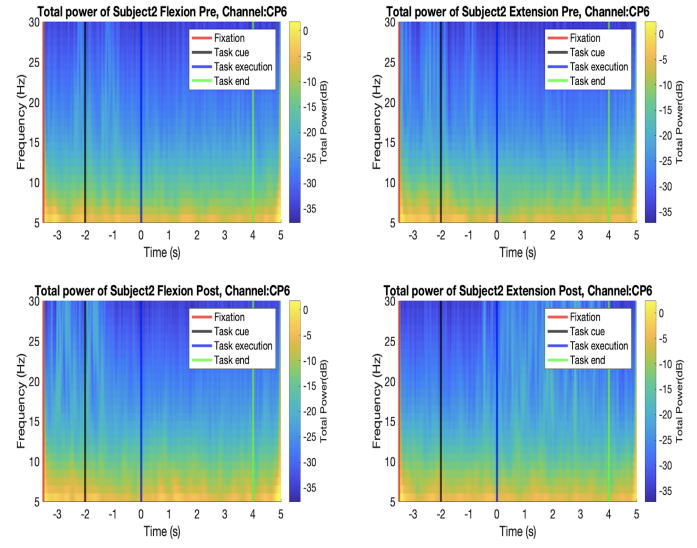 Total power of Subject2 Flexion Pre, Channel:CP6
Frequency (Hz)
30
25
20
15
10
5
-3 -2 -1 0 1 2 3 4 5
Time (s)
Fixation
Task cue
Task execution
Task end
0
-5
-10
-15
-20
-25
-30
-35
Total Power(dB)
Total power of Subject2 Extension Pre, Channel:CP6
Frequency (Hz)
30
25
20
15
10
5
-3 -2 -1 0 1 2 3 4 5
Time (s)
Fixation
Task cue
Task execution
Task end
0
-5
-10
-15
-20
-25
-30
-35
Total Power(dB)
Total power of Subject2 Flexion Post, Channel:CP6
Frequency (Hz)
30
25
20
15
10
5
-3 -2 -1 0 1 2 3 4 5
Time (s)
Fixation
Task cue
Task execution
Task end
0
-5
-10
-15
-20
-25
-30
-35
Total Power(dB)
Total power of Subject2 Extension Post, Channel:CP6
Frequency (Hz)
30
25
20
15
10
5
-3 -2 -1 0 1 2 3 4 5
Time (s)
Fixation
Task cue
Task execution
Task end
0
-5
-10
-15
-20
-25
-30
-35
Total Power(dB)